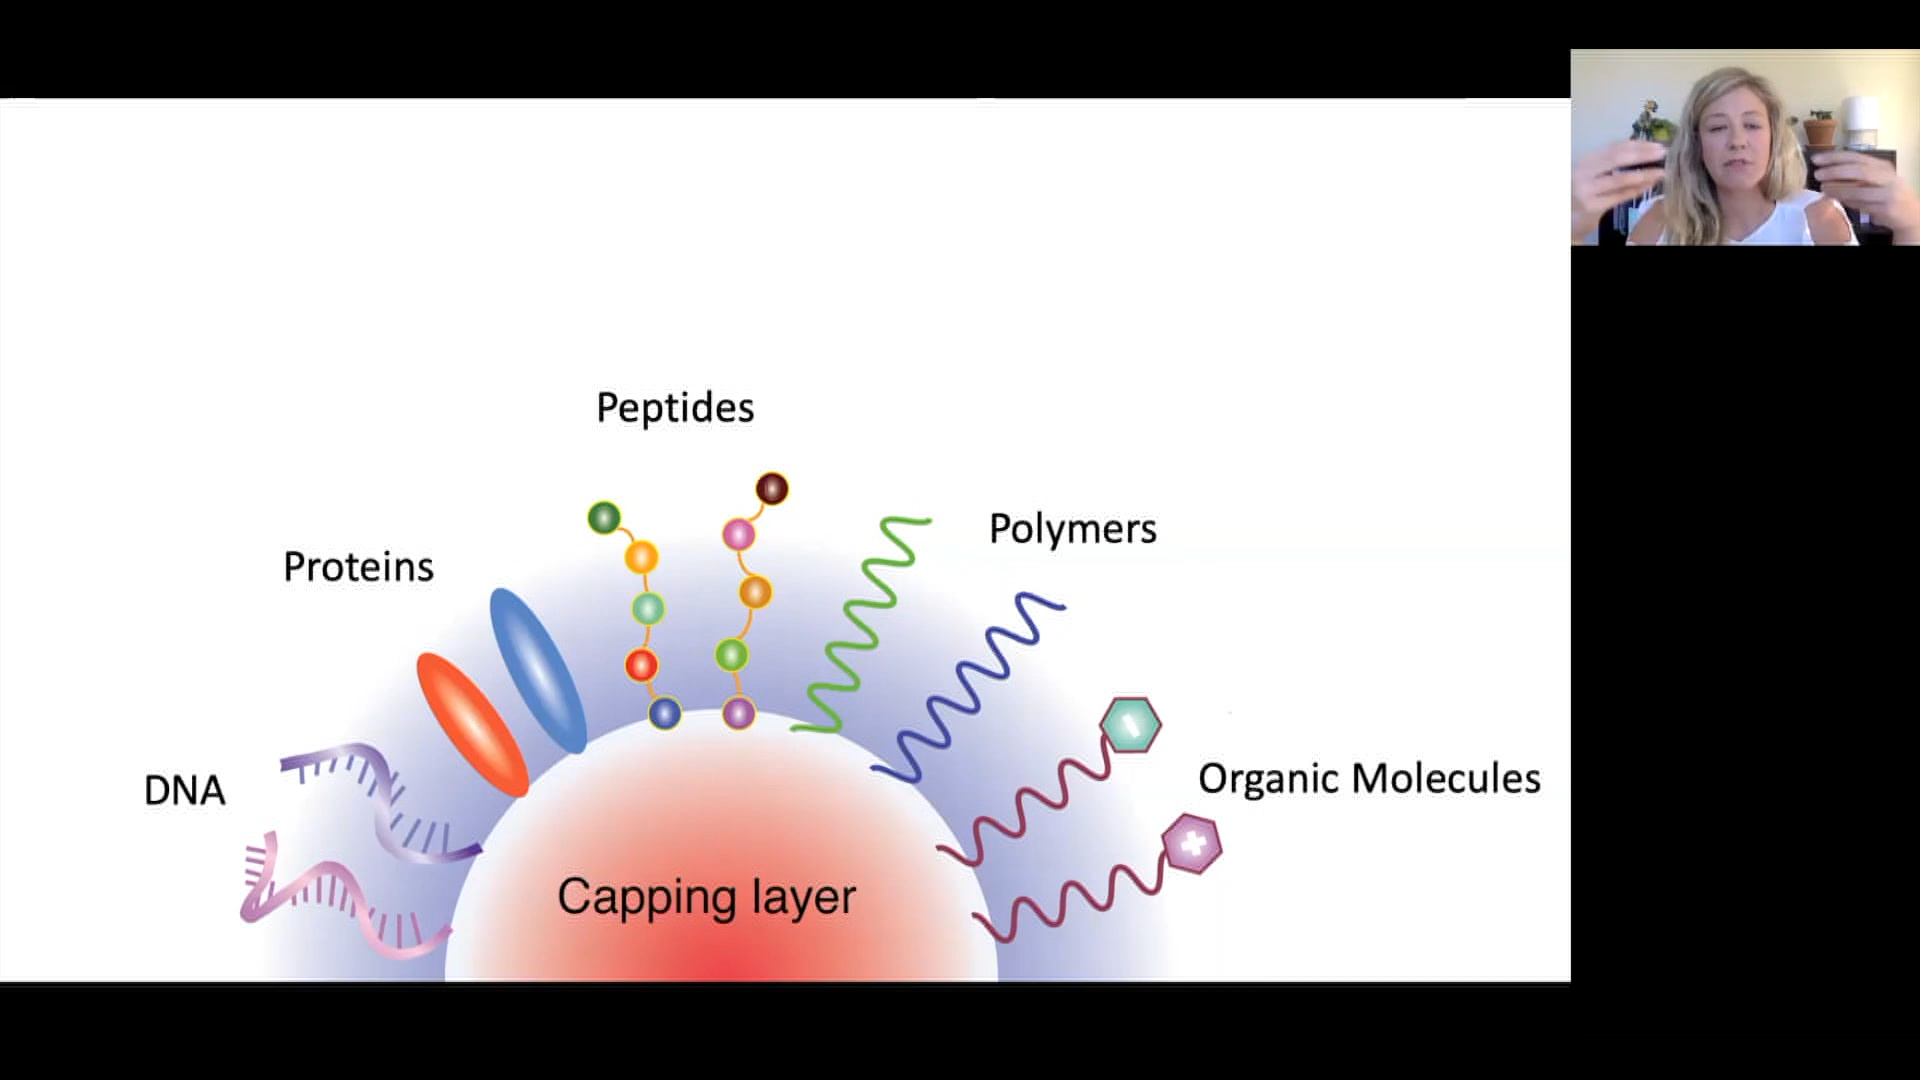 Peptides
Polymers
Proteins
Organic Molecules
DNA
Capping layer